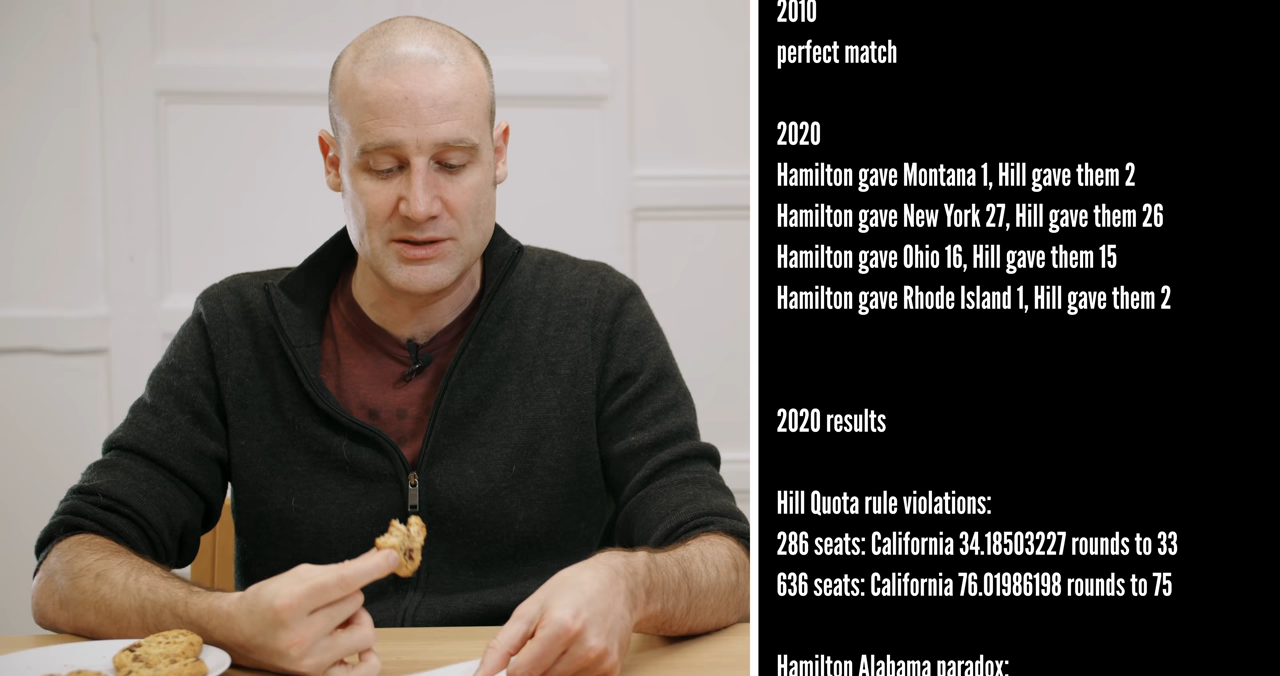 2010
perfect match
2020
Hamilton gave Montana 1, Hill gave them 2
Hamilton gave New York 27, Hill gave them 26
Hamilton gave Ohio 16, Hill gave them 15
Hamilton gave Rhode Island 1, Hill gave them 2
2020 results
Hill Quota rule violations:
286 seats: California 34.18503227 rounds to 33
636 seats: California 76.01986198 rounds to 75
Hamilton Alabama paradox: